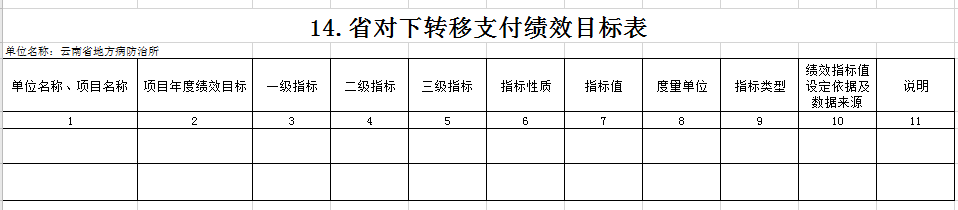 14.省对下转移支付绩效目标表
单位名称：云南省地方病防治所
单位名称、项目名称 项目年度绩效目标 一级指标 二级指标 三级指标 指标性质 指标值 度量单位 指标类型 绩效指标值设定依据及数据来源 说明
1 2 3 4 5 6 7 8 9 10 11